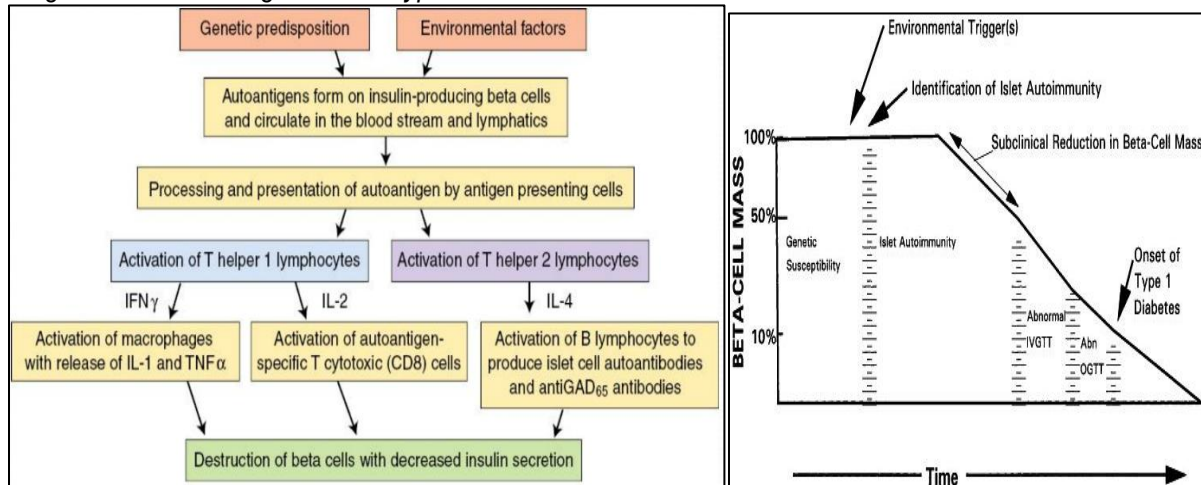 Genetic predisposition
Environmental factors
Autoantigens form on insulin-producing beta cells
and circulate in the blood stream and lymphatics
Processing and presentation of autoantigen by antigen presenting cells
Activation of T helper 1 lymphocytes
Activation of T helper 2 lymphocytes
IFNγ
IL-2
IL-4
Activation of macrophages
with release of IL-1 and TNFα
Activation of autoantigen-
specific T cytotoxic (CD8) cells
Activation of B lymphocytes to
produce islet cell autoantibodies
and antiGAD65 antibodies
Destruction of beta cells with decreased insulin secretion
Environmental Trigger(s)
Identification of Islet Autoimmunity
Subclinical Reduction in Beta-Cell Mass
BETA-CELL MASS
100%
50%
10%
Genetic
Susceptibility
Islet Autoimmunity
Abnormal
IVGTT
Abn
OGTT
Onset of
Type 1
Diabetes
Time